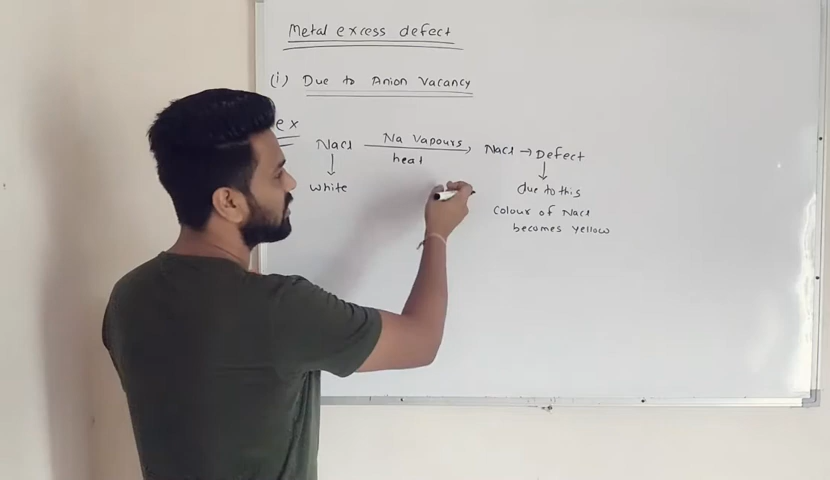 Metal excess defect
(i) Due to Anion vacancy
ex
NaCl Na Vapours heat NaCl → Defect
white
due to this
colour of NaCl
becomes yellow